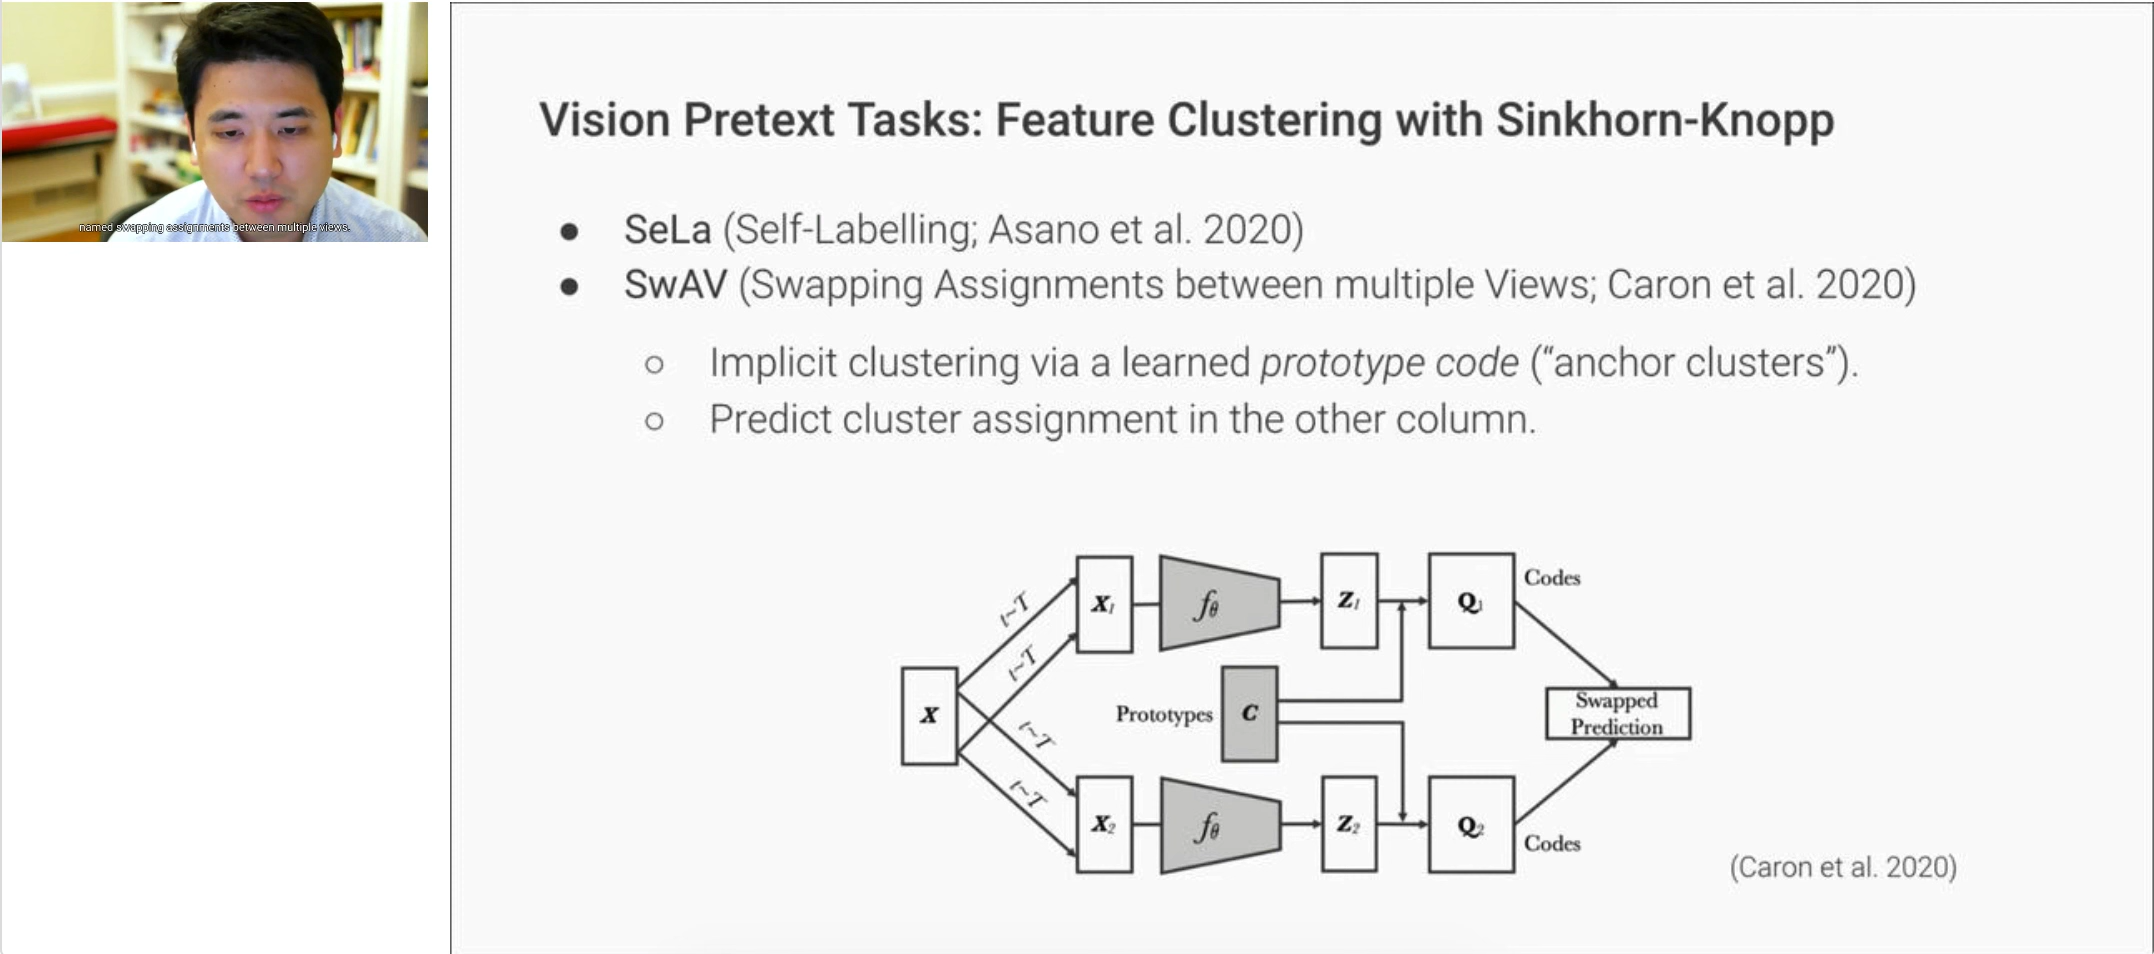 named swapping assignments between multiple views.
Vision Pretext Tasks: Feature Clustering with Sinkhorn-Knopp
● SeLa (Self-Labelling; Asano et al. 2020)
● SwAV (Swapping Assignments between multiple Views; Caron et al. 2020)
○ Implicit clustering via a learned prototype code (“anchor clusters”).
○ Predict cluster assignment in the other column.
X
t~T
t~T
t~T
t~T
X₁
fθ
Z₁
Q₁
Codes
Prototypes
C
Swapped
Prediction
X₂
fθ
Z₂
Q₂
Codes
(Caron et al. 2020)